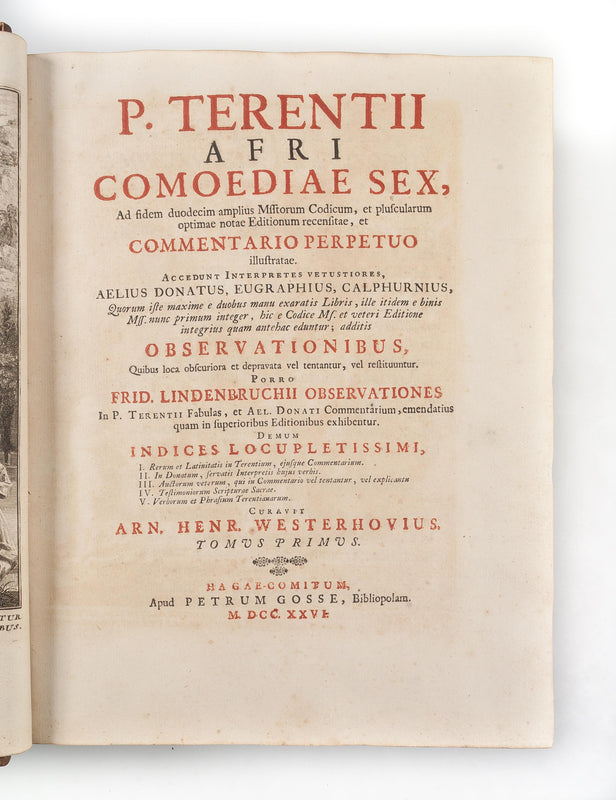 P. TERENTII
AFRI
COMOEDIAE SEX,
Ad fidem duodecim amplius Msstorum Codicum, et pluscularum
optimae notae Editionum recensitae, et
COMMENTARIO PERPETUO
illustratae.
ACCEDUNT INTERPRETES VETUSTIORES,
AELIUS DONATUS, EUGRAPHIUS, CALPHURNIUS,
Quorum iste maxime e duobus manu exaratis Libris, ille itidem e binis
Mss. nunc primum integer, hic e Codice Ms. et veteri Editione
integrius quam antehac eduntur; additis
OBSERVATIONIBUS,
Quibus loca obscuriora et depravata vel tentantur, vel restituuntur.
PORRO
FRID. LINDENBRUCHII OBSERVATIONES
In P. TERENTII Fabulas, et AEL. DONATI Commentarium, emendatius
quam in superioribus Editionibus exhibentur.
DEMUM
INDICES LOCUPLETISSIMI,
I. Rerum et Latinitatis in Terentium, ejusque Commentarium.
II. In Donatum, servatis Interpretis hujus verbis.
III. Auctorum veterum, qui in Commentario vel tentantur, vel explicantur
IV. Testimoniorum Scripturae Sacrae.
V. Verborum et Phrasium Terentianarum.
CURAVIT
ARN. HENR. WESTERHOVIUS,
TOMUS PRIMUS.
HAGAE-COMITUM,
Apud PETRUM GOSSE, Bibliopolam.
M. DCC. XXVI.
TUR
BUS.